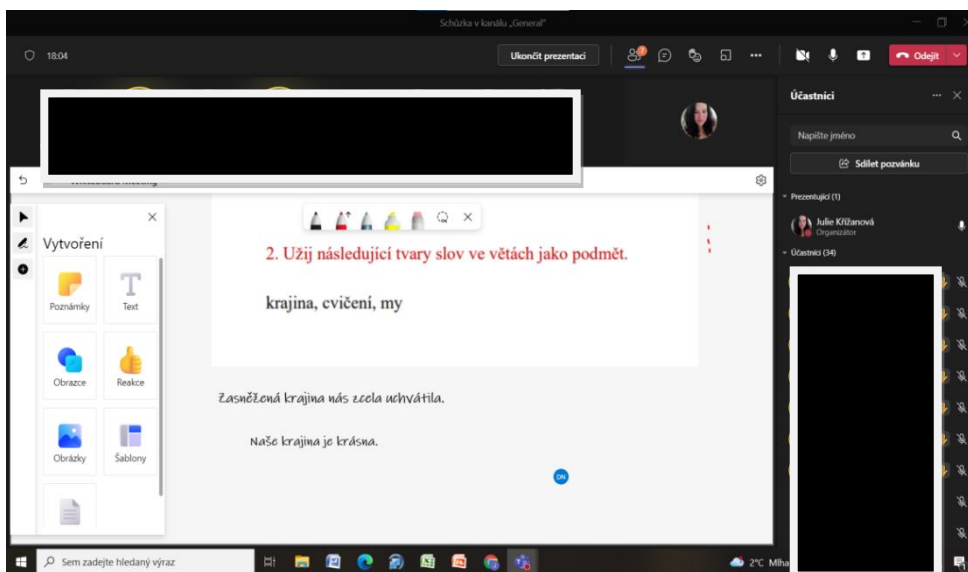 Schůzka v kanálu „General"
18:04
Ukončit prezentaci
Odejít
Účastníci
Napište jméno
Sdílet pozvánku
Prezentující (1)
Julie Křížanová
Organizátor
Účastníci (34)
Vytvoření
Poznámky
Text
Obrazce
Reakce
Obrázky
Šablony
2. Užij následující tvary slov ve větách jako podmět.
krajina, cvičení, my
Zasněžená krajina nás zcela uchvátila.
Naše krajina je krásna.
DN
Sem zadejte hledaný výraz
2°C Mlha